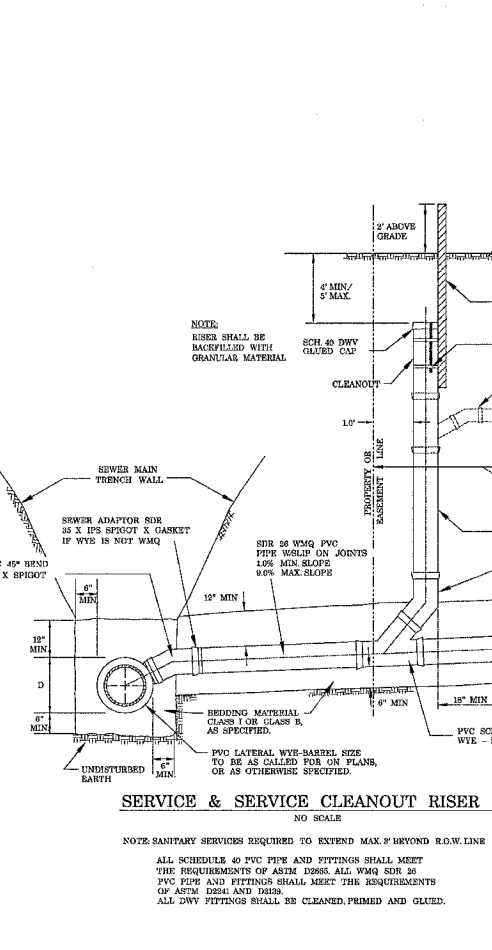 2' ABOVE
GRADE
4' MIN/
5' MAX.
NOTE:
RISER SHALL BE
BACKFILLED WITH
GRANULAR MATERIAL
SCH. 40 DWV
GLUED CAP
CLEANOUT
1.0'
PROPERTY OR
EASEMENT LINE
SEWER MAIN
TRENCH WALL
SEWER ADAPTOR SDR
35 X IPS SPIGOT X GASKET
IF WYE IS NOT WMQ
SDR 26 WMQ PVC
PIPE W/SLIP ON JOINTS
1.0% MIN. SLOPE
9.0% MAX. SLOPE
45° BEND
X SPIGOT
6"
MIN
12" MIN
12"
MIN.
D
6"
MIN.
6" MIN
18" MIN
BEDDING MATERIAL
CLASS I OR CLASS B,
AS SPECIFIED.
PVC SC
WYE -
PVC LATERAL WYE-BARREL SIZE
TO BE AS CALLED FOR ON PLANS,
OR AS OTHERWISE SPECIFIED.
6"
MIN.
UNDISTURBED
EARTH
SERVICE & SERVICE CLEANOUT RISER
NO SCALE
NOTE: SANITARY SERVICES REQUIRED TO EXTEND MAX. 3' BEYOND R.O.W. LINE
ALL SCHEDULE 40 PVC PIPE AND FITTINGS SHALL MEET
THE REQUIREMENTS OF ASTM D2665. ALL WMQ SDR 26
PVC PIPE AND FITTINGS SHALL MEET THE REQUIREMENTS
OF ASTM D2241 AND D3139.
ALL DWV FITTINGS SHALL BE CLEANED, PRIMED AND GLUED.